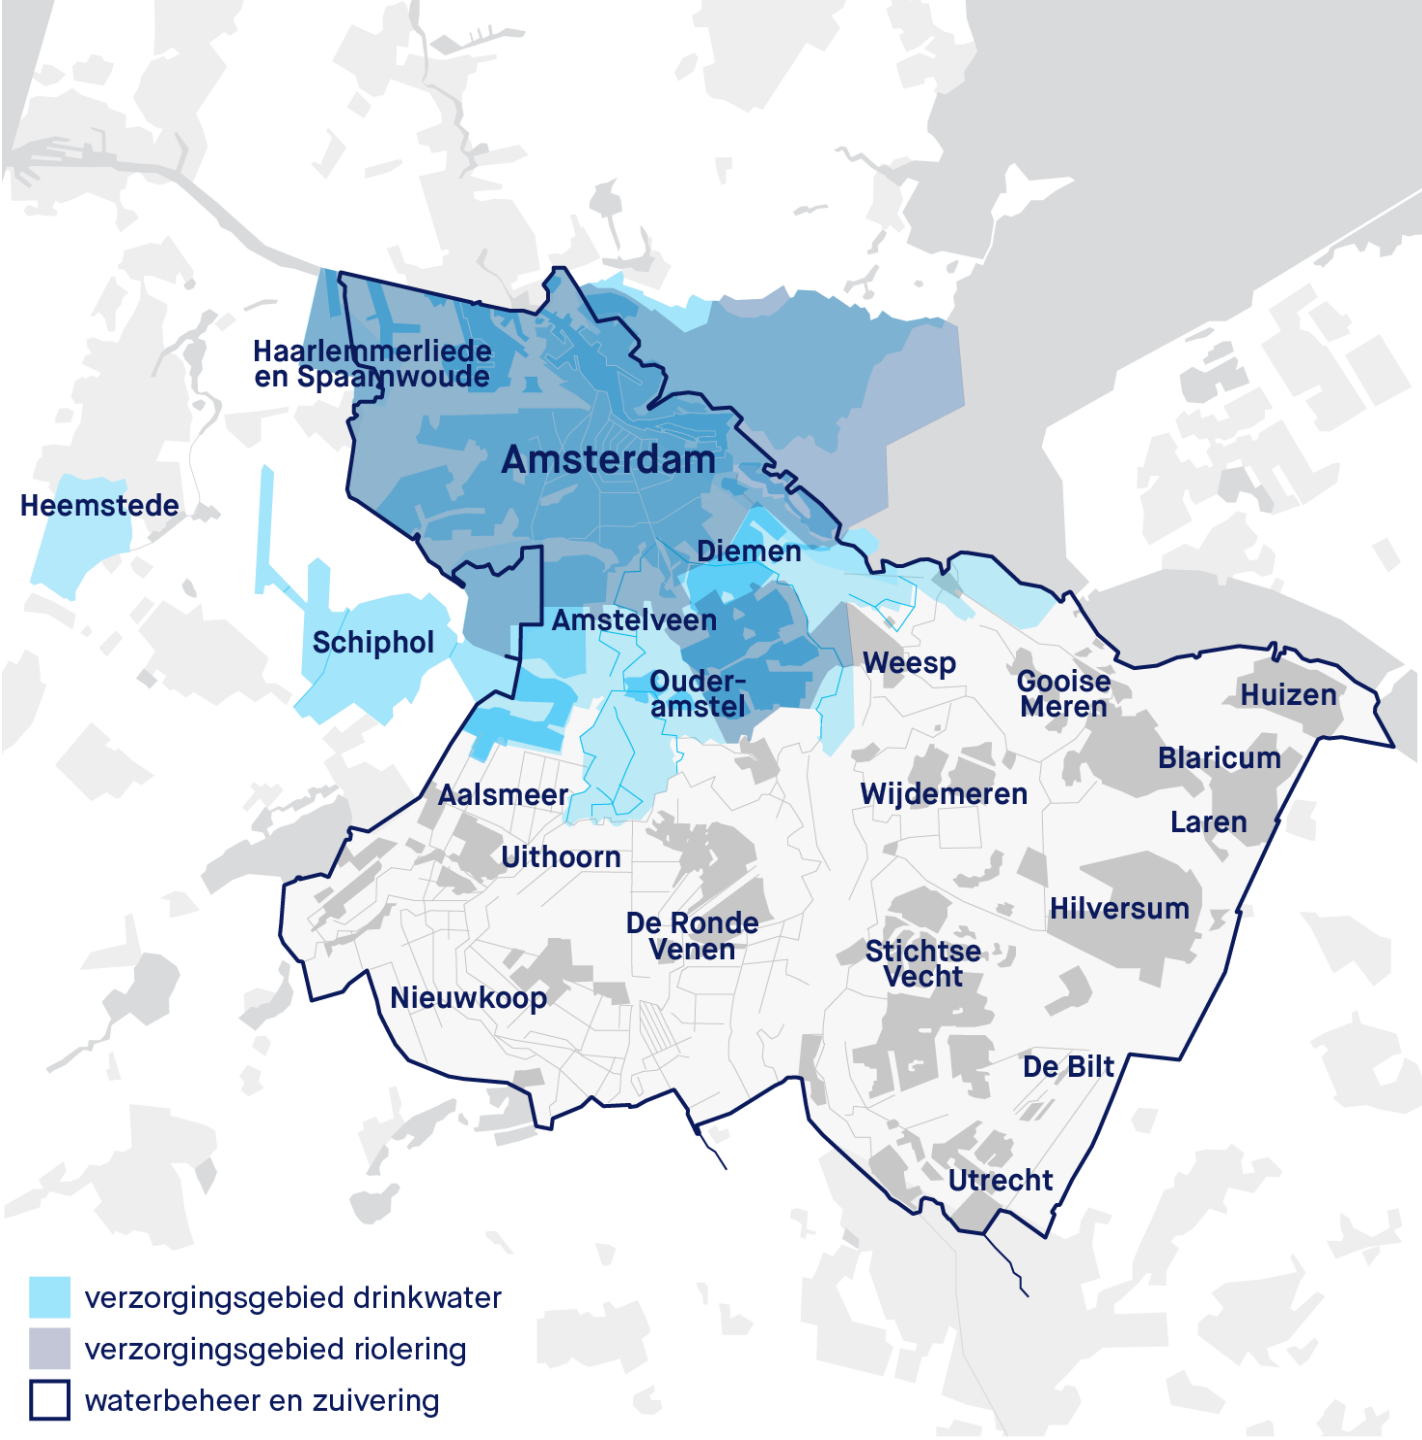 Haarlemmerliede
en Spaarnwoude
Amsterdam
Heemstede
Diemen
Amstelveen
Schiphol
Weesp
Ouder-
amstel
Gooise
Meren
Huizen
Blaricum
Aalsmeer
Wijdemeren
Laren
Uithoorn
Hilversum
De Ronde
Venen
Stichtse
Vecht
Nieuwkoop
De Bilt
Utrecht
verzorgingsgebied drinkwater
verzorgingsgebied riolering
waterbeheer en zuivering